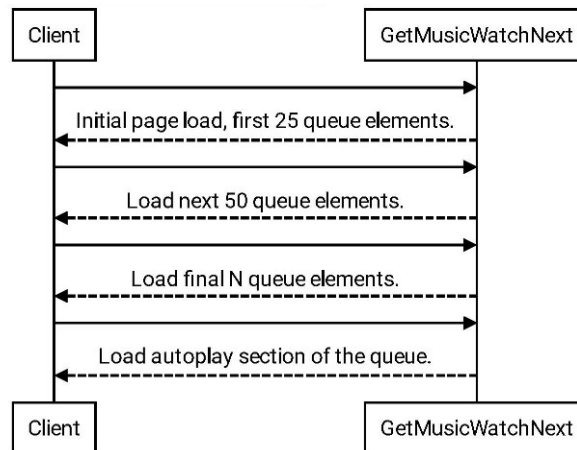 Client
GetMusicWatchNext
Initial page load, first 25 queue elements.
Load next 50 queue elements.
Load final N queue elements.
Load autoplay section of the queue.
Client
GetMusicWatchNext